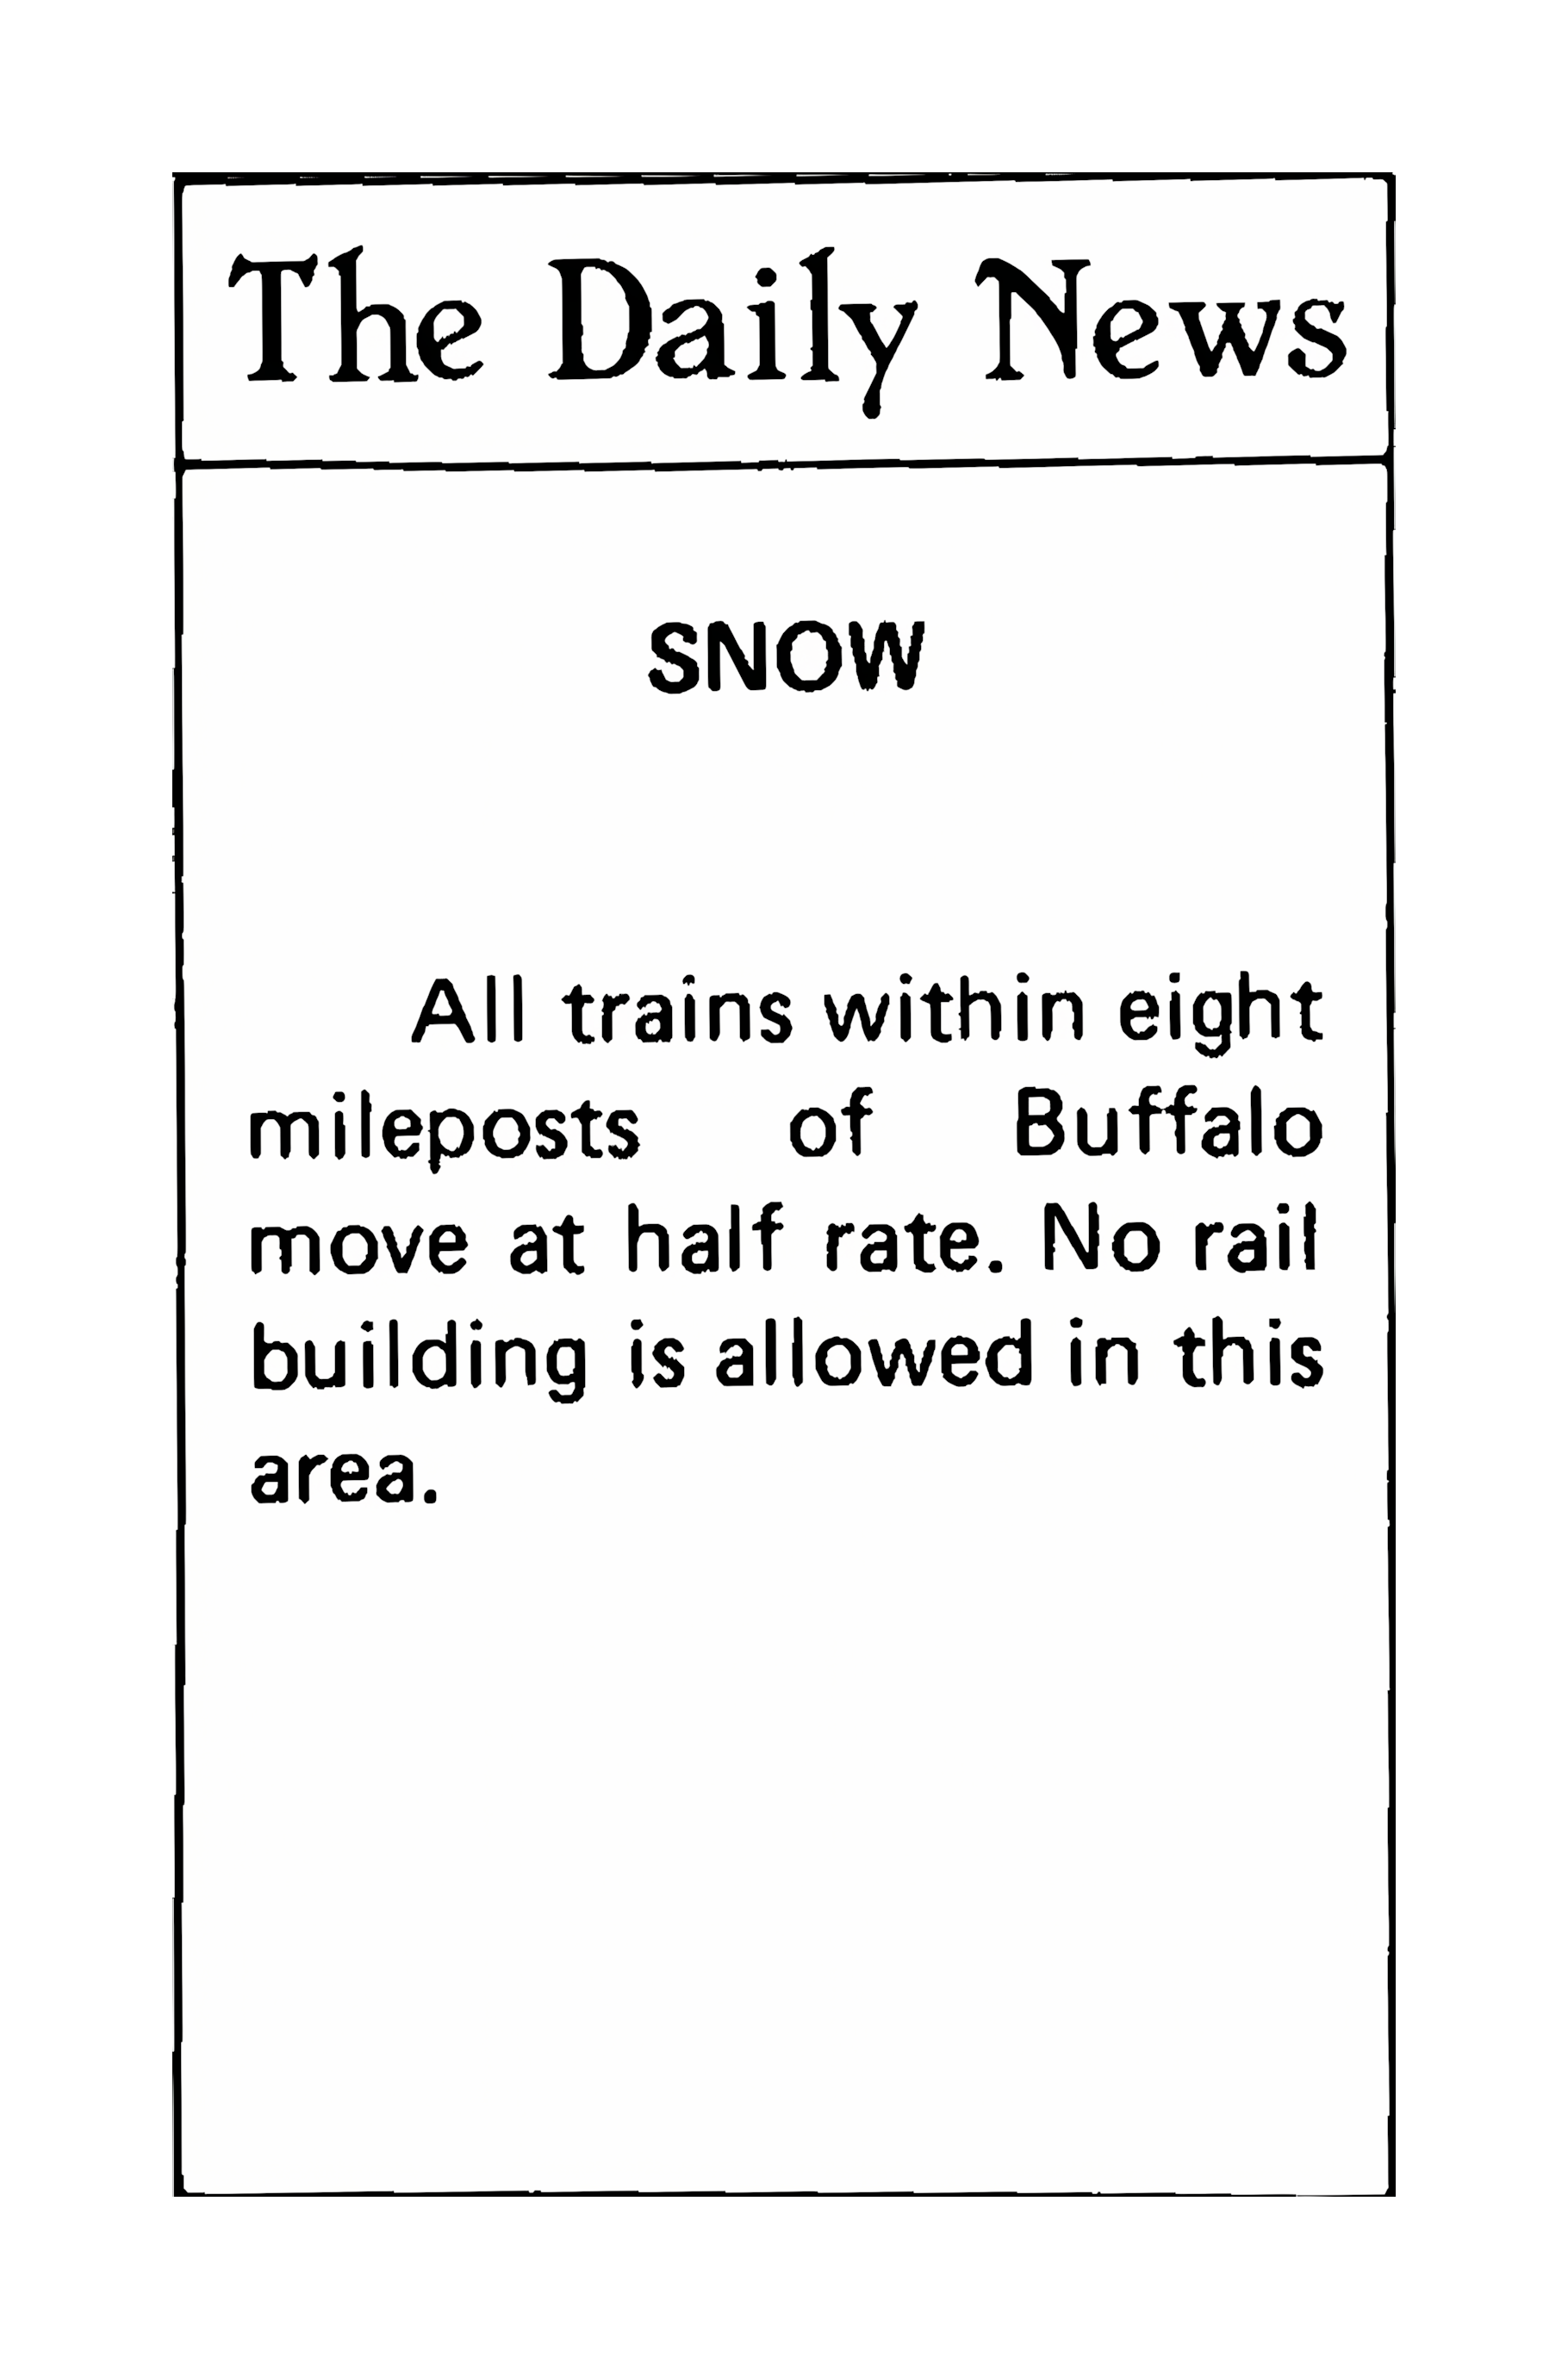 The Daily News
SNOW
All trains within eight
mileposts of Buffalo
move at half rate. No rail
building is allowed in this
area.